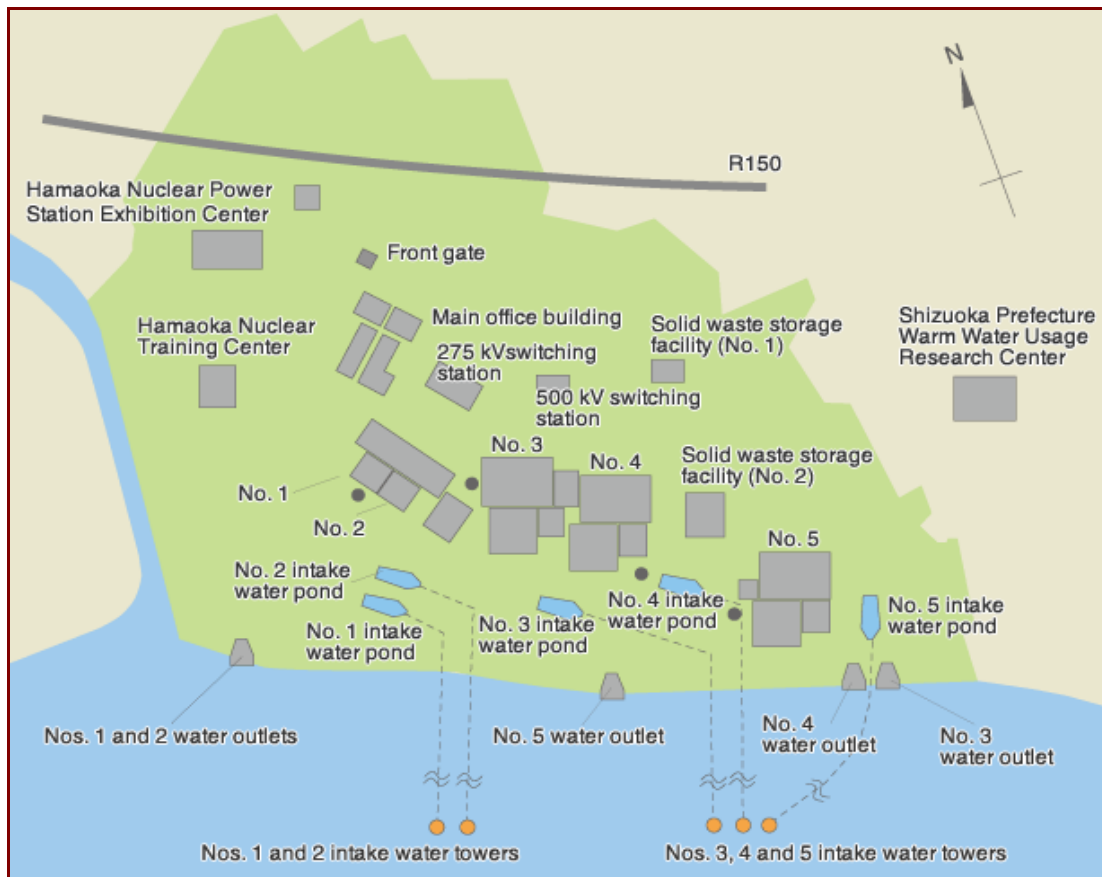 N
R150
Hamaoka Nuclear Power
Station Exhibition Center
Front gate
Hamaoka Nuclear
Training Center
Main office building
275 kVswitching
station
Solid waste storage
facility (No. 1)
500 kV switching
station
Shizuoka Prefecture
Warm Water Usage
Research Center
No. 3
No. 4
Solid waste storage
facility (No. 2)
No. 1
No. 2
No. 5
No. 2 intake
water pond
No. 1 intake
water pond
No. 3 intake
water pond
No. 4 intake
water pond
No. 5 intake
water pond
Nos. 1 and 2 water outlets
No. 5 water outlet
No. 4
water outlet
No. 3
water outlet
Nos. 1 and 2 intake water towers
Nos. 3, 4 and 5 intake water towers